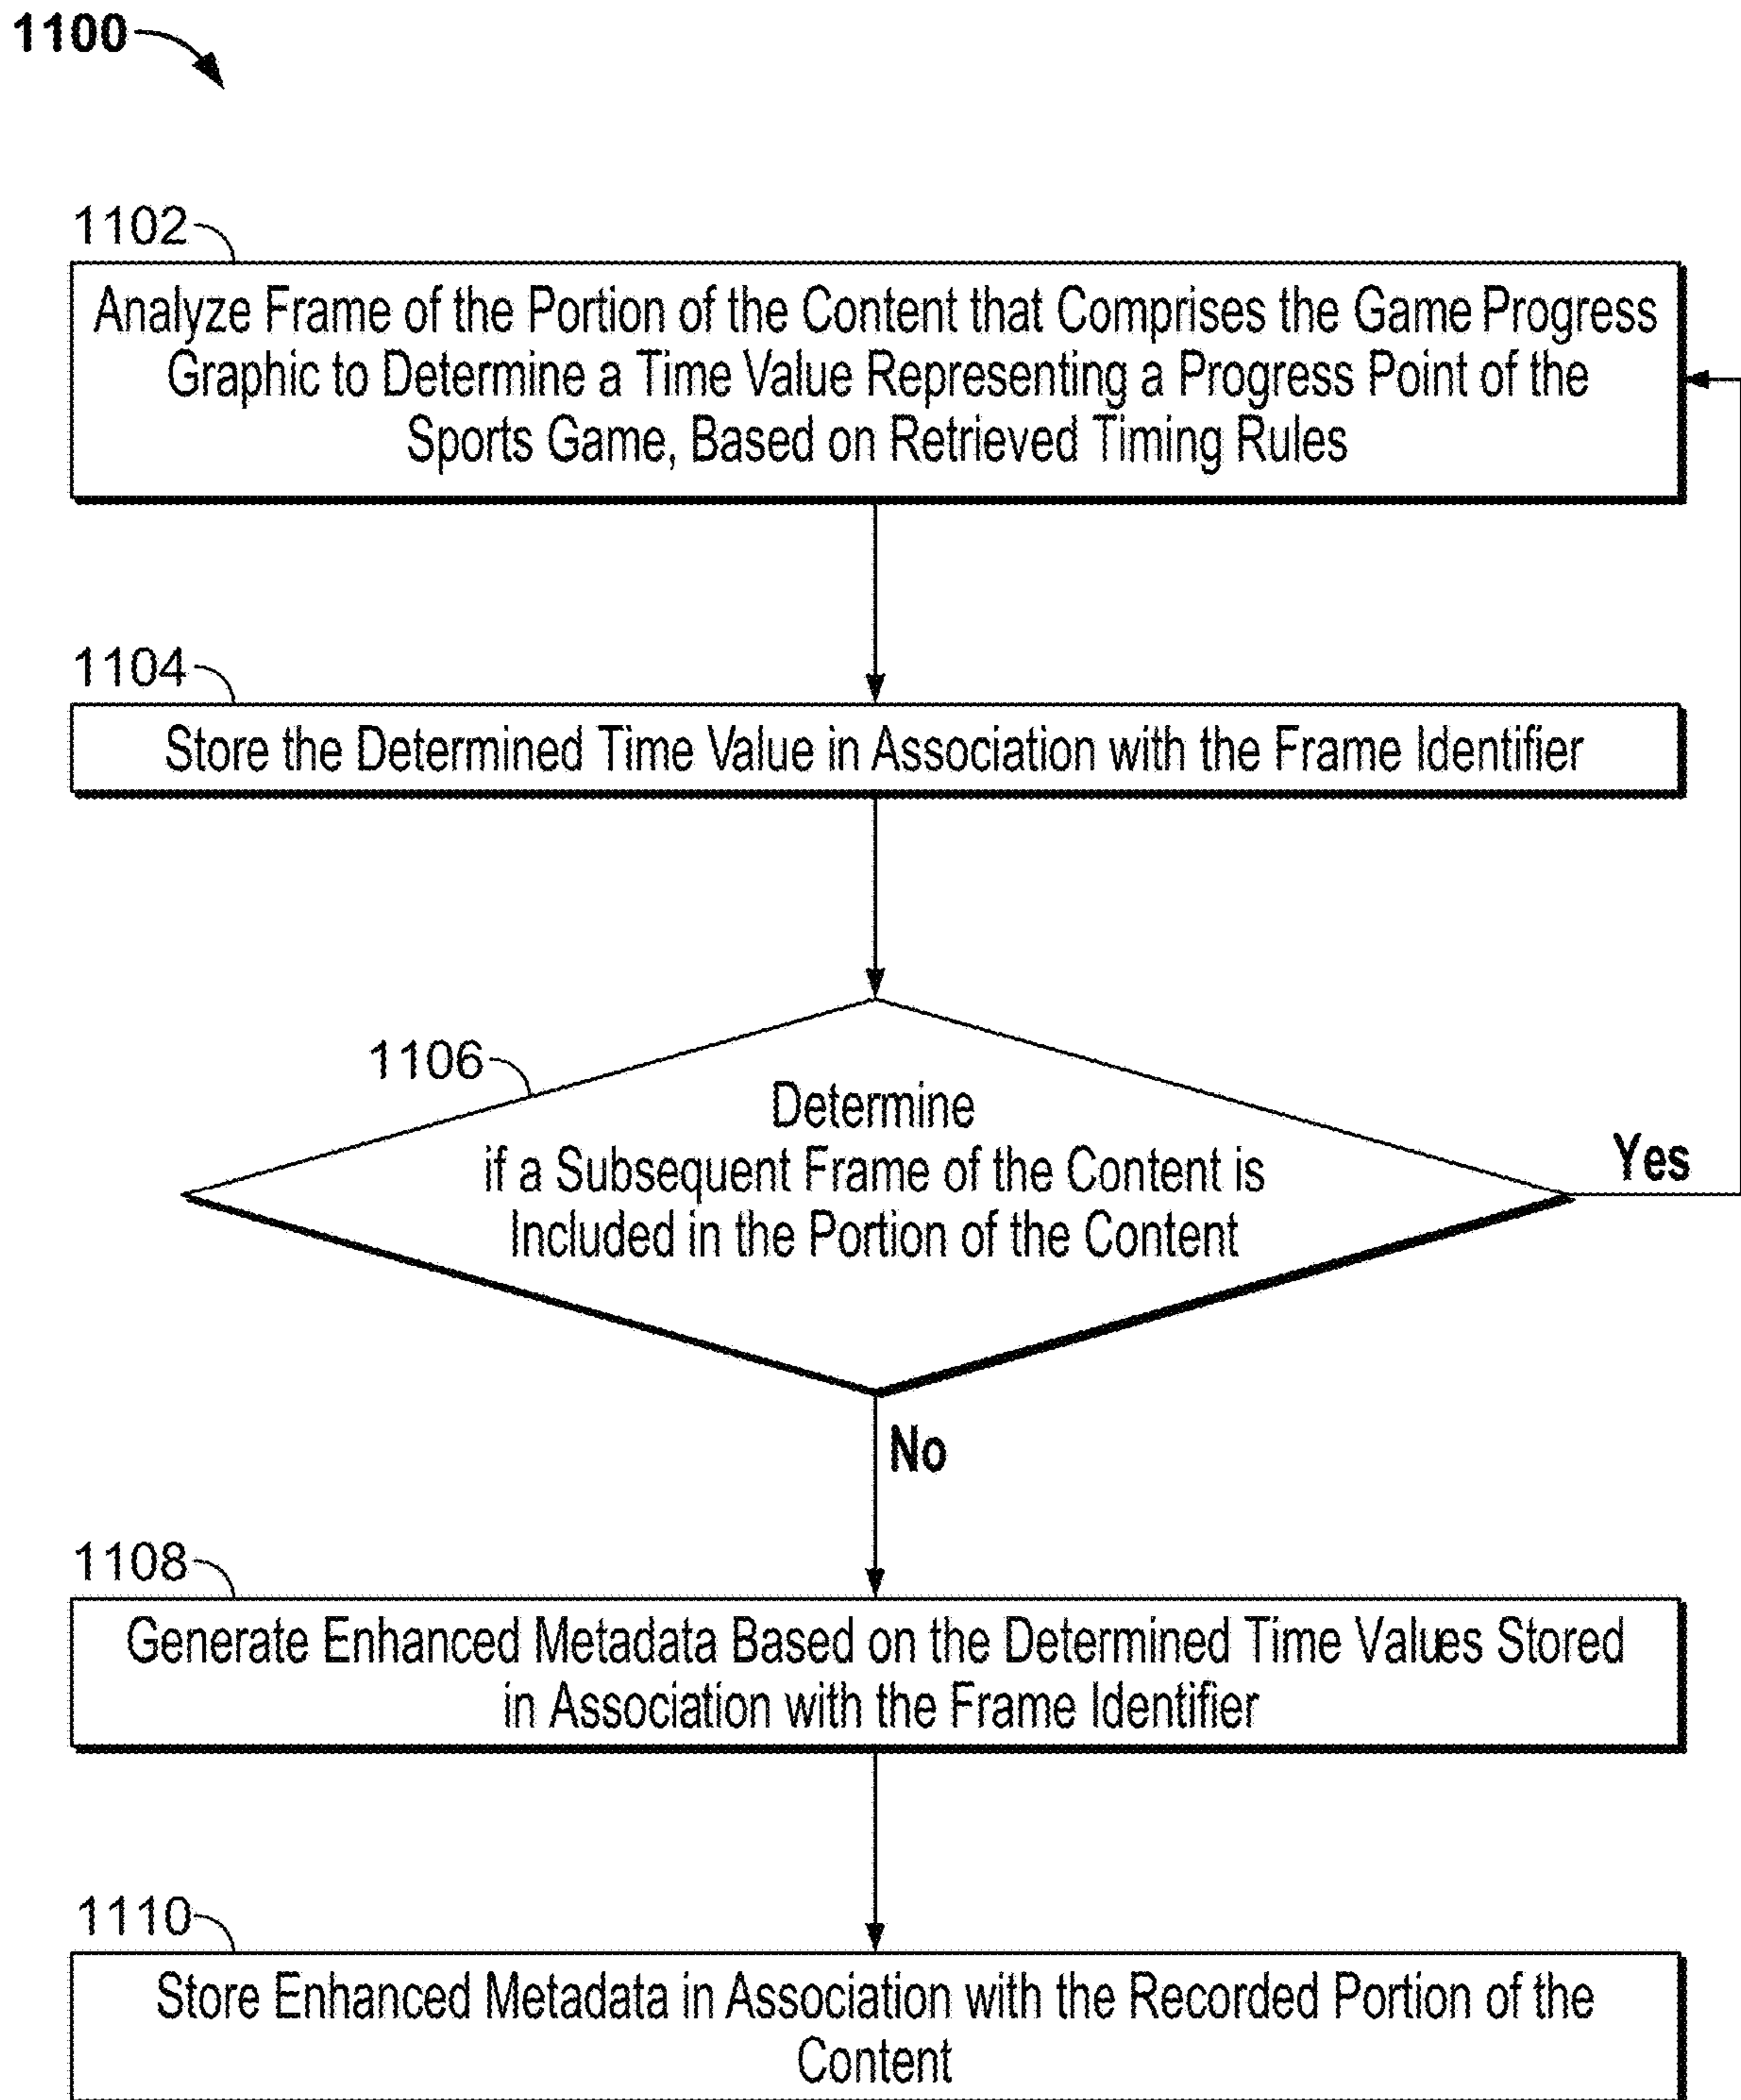 1100
1102
Analyze Frame of the Portion of the Content that Comprises the Game Progress
Graphic to Determine a Time Value Representing a Progress Point of the
Sports Game, Based on Retrieved Timing Rules
1104
Store the Determined Time Value in Association with the Frame Identifier
1106
Determine
if a Subsequent Frame of the Content is
Included in the Portion of the Content
Yes
No
1108
Generate Enhanced Metadata Based on the Determined Time Values Stored
in Association with the Frame Identifier
1110
Store Enhanced Metadata in Association with the Recorded Portion of the
Content